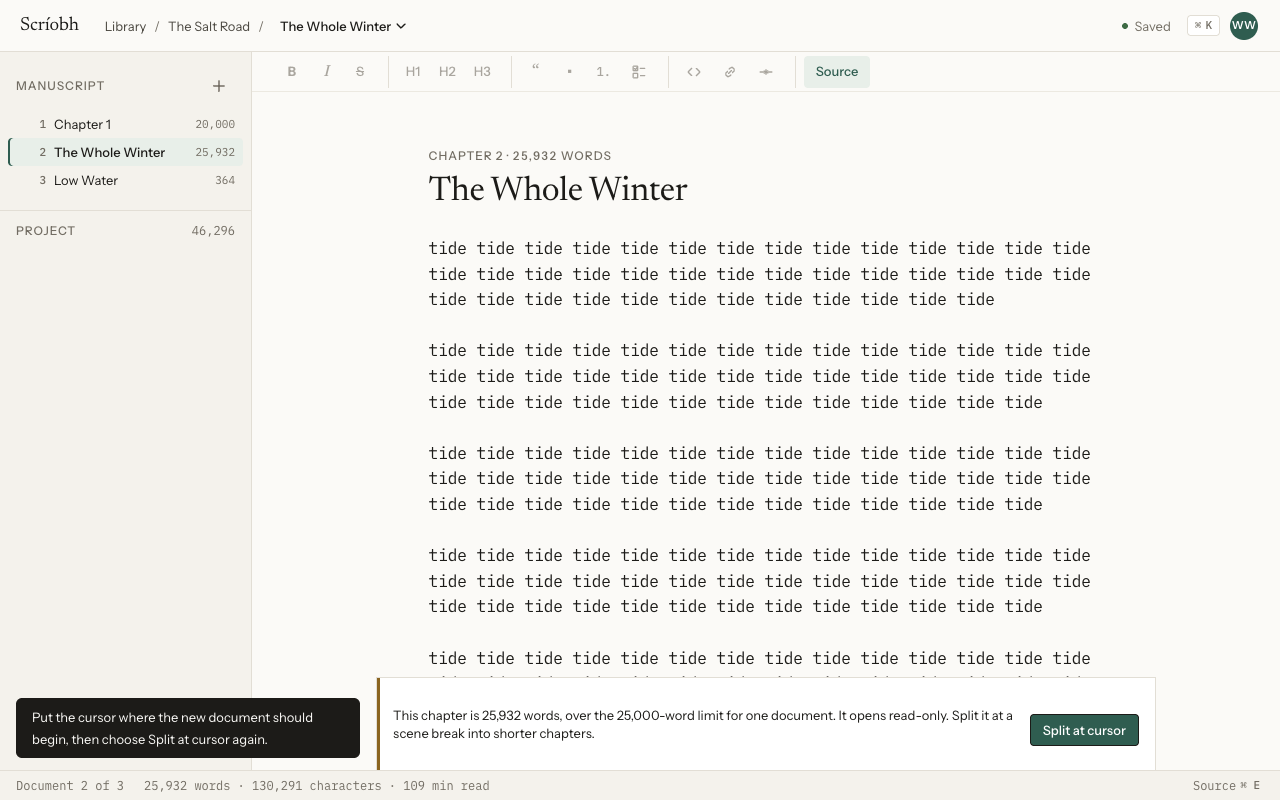 Scríobh
Library / The Salt Road / The Whole Winter
Saved
⌘ K
WW
MANUSCRIPT
1 Chapter 1 20,000
2 The Whole Winter 25,932
3 Low Water 364
PROJECT 46,296
B I S H1 H2 H3 “ 1. Source
CHAPTER 2 · 25,932 WORDS
The Whole Winter
tide tide tide tide tide tide tide tide tide tide tide tide tide tide
tide tide tide tide tide tide tide tide tide tide tide tide tide tide
tide tide tide tide tide tide tide tide tide tide tide tide
tide tide tide tide tide tide tide tide tide tide tide tide tide tide
tide tide tide tide tide tide tide tide tide tide tide tide tide tide
tide tide tide tide tide tide tide tide tide tide tide tide tide
tide tide tide tide tide tide tide tide tide tide tide tide tide tide
tide tide tide tide tide tide tide tide tide tide tide tide tide tide
tide tide tide tide tide tide tide tide tide tide tide tide tide
tide tide tide tide tide tide tide tide tide tide tide tide tide tide
tide tide tide tide tide tide tide tide tide tide tide tide tide tide
tide tide tide tide tide tide tide tide tide tide tide tide tide
tide tide tide tide tide tide tide tide tide tide tide tide tide tide
Put the cursor where the new document should
begin, then choose Split at cursor again.
This chapter is 25,932 words, over the 25,000-word limit for one document. It opens read-only. Split it at a
scene break into shorter chapters.
Split at cursor
Document 2 of 3 25,932 words · 130,291 characters · 109 min read
Source ⌘ E